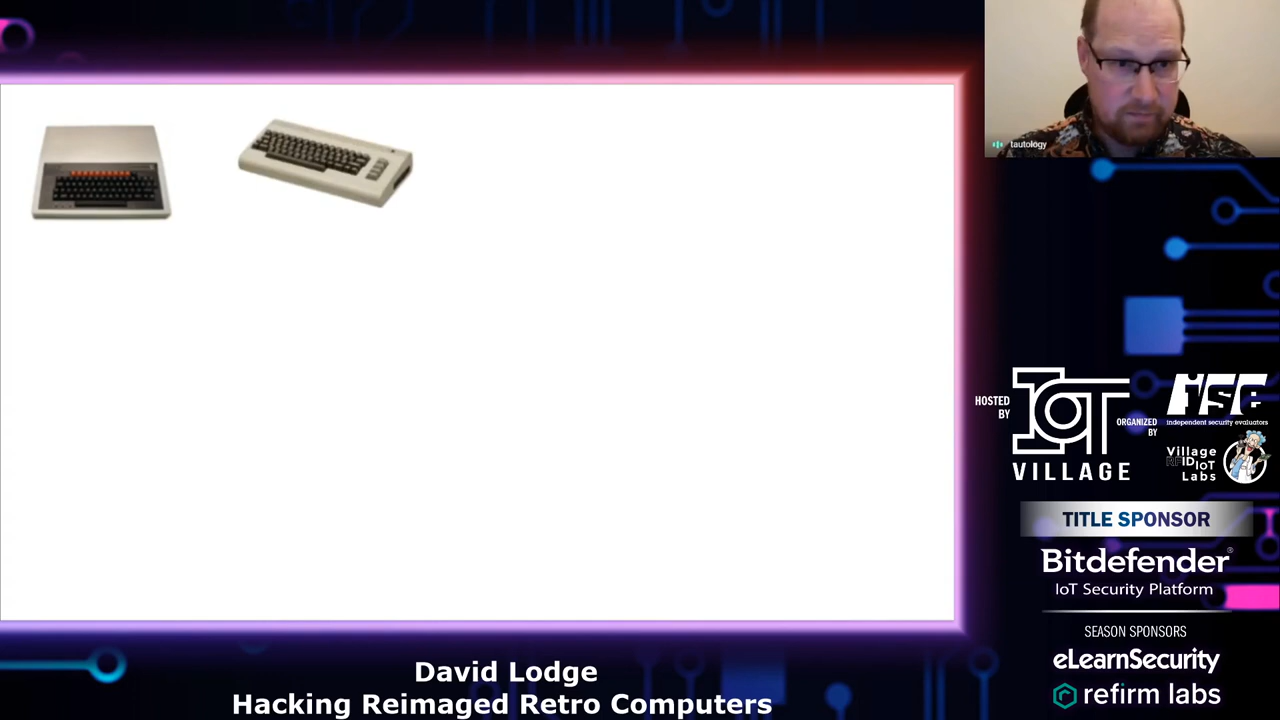 tautology
HOSTED
BY
IOT
VILLAGE
ORGANIZED
BY
ise
independent security evaluators
Village
RFID IoT
Labs
TITLE SPONSOR
Bitdefender®
IoT Security Platform
SEASON SPONSORS
eLearnSecurity
refirm labs
David Lodge
Hacking Reimaged Retro Computers